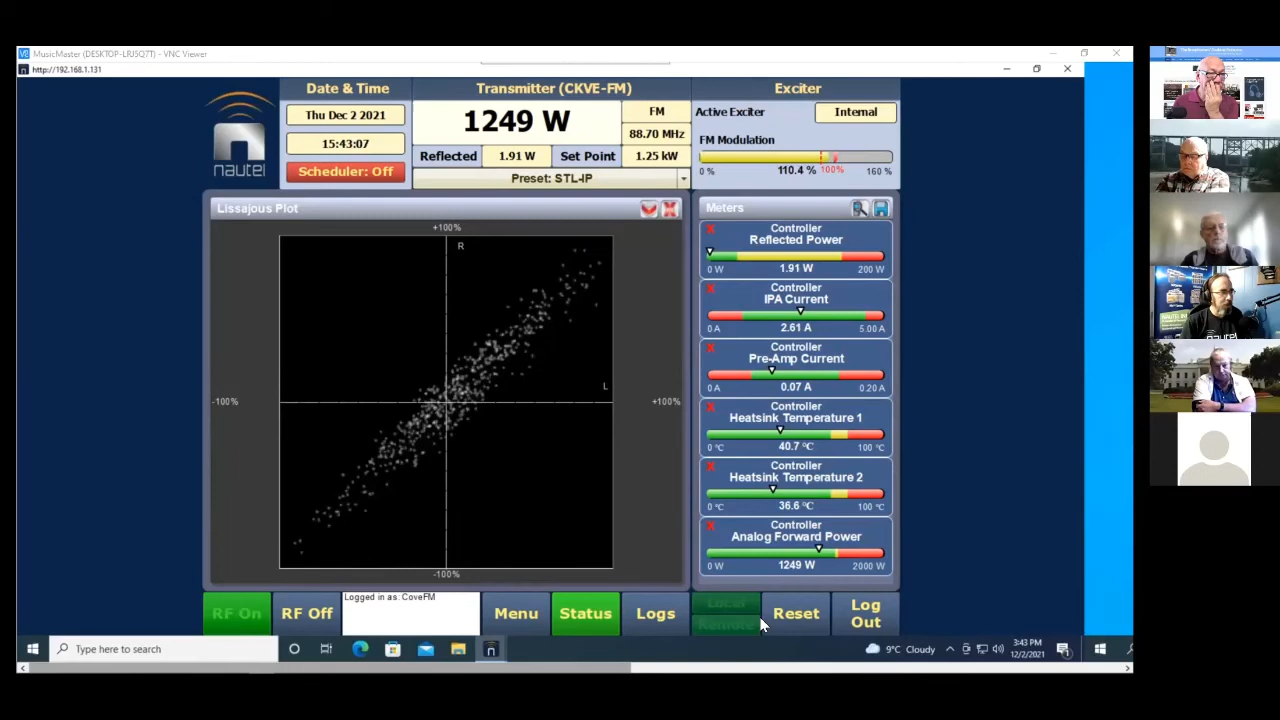 MusicMaster (DESKTOP-LRJSQ7T) - VNC Viewer
http://192.168.1.131
nautel
Date & Time
Thu Dec 2 2021
15:43:07
Scheduler: Off
Transmitter (CKVE-FM)
1249 W
FM
88.70 MHz
Reflected
1.91 W
Set Point
1.25 kW
Preset: STL-IP
Exciter
Active Exciter
Internal
FM Modulation
0 %
110.4 %
100%
160 %
Lissajous Plot
+100%
R
L
-100%
+100%
-100%
Meters
Controller
Reflected Power
0 W
1.91 W
200 W
Controller
IPA Current
0 A
2.61 A
5.00 A
Controller
Pre-Amp Current
0 A
0.07 A
0.20 A
Controller
Heatsink Temperature 1
0 °C
40.7 °C
100 °C
Controller
Heatsink Temperature 2
0 °C
36.6 °C
100 °C
Controller
Analog Forward Power
0 W
1249 W
2000 W
RF On
RF Off
Logged in as: CoveFM
Menu
Status
Logs
Local
Remote
Reset
Log
Out
Type here to search
9°C Cloudy
3:43 PM
12/2/2021
1
nautel